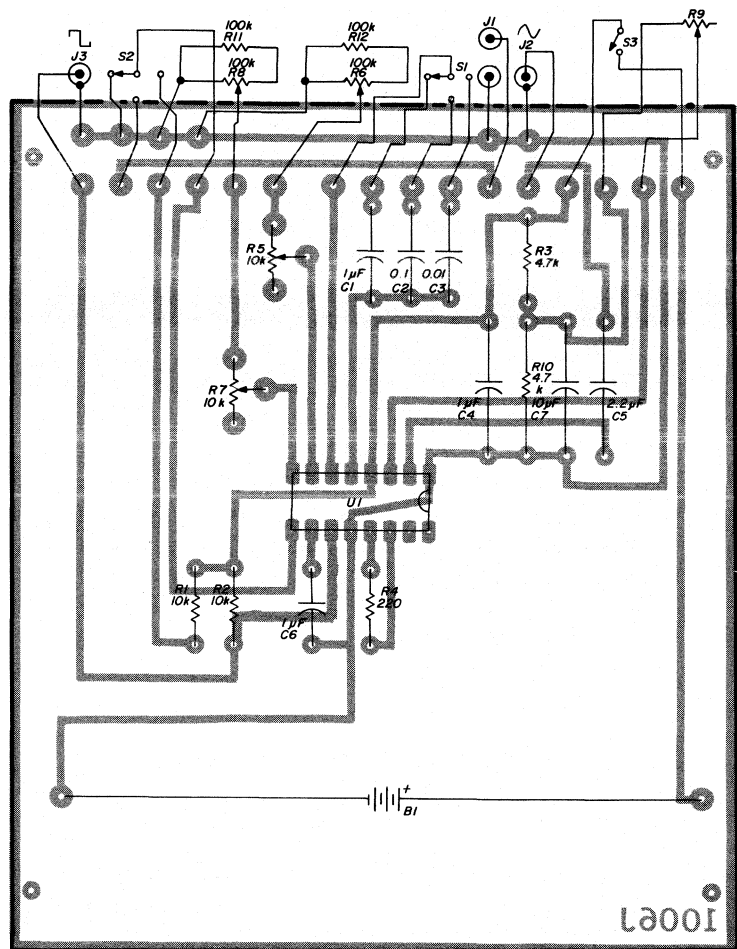 J3
S2
100k
R11
100k
R8
100k
R12
100k
R6
S1
J1
J2
S3
R9
R5
10k
1µF
C1
0.1
C2
0.01
C3
R3
4.7k
R7
10k
1µF
C4
R10
4.7
k
10µF
C7
2.2µF
C5
U1
R1
10k
R2
10k
1µF
C6
R4
220
+
B1
1006J